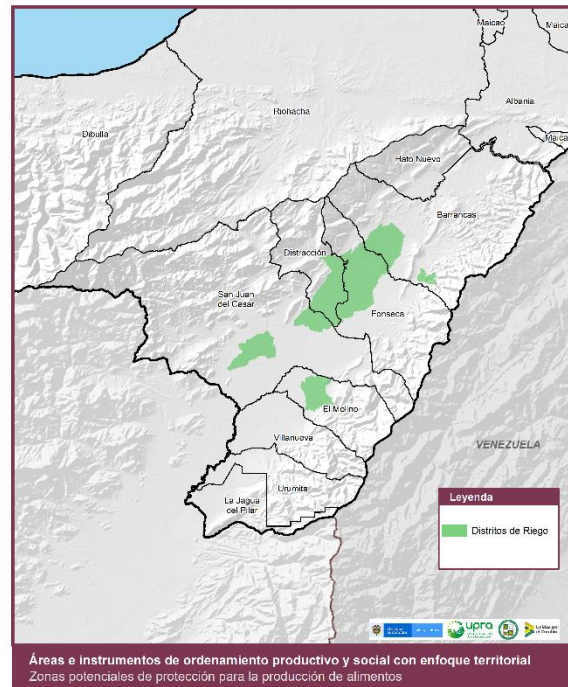 Maicao
Maica
Albania
Riohacha
Dibulla
Maica
Hato Nuevo
Barrancas
Distracción
San Juan
del Cesar
Fonseca
El Molino
VENEZUELA
Villanueva
Urumita
La Jagua
del Pilar
Leyenda
Distritos de Riego
upra
Áreas e instrumentos de ordenamiento productivo y social con enfoque territorial
Zonas potenciales de protección para la producción de alimentos